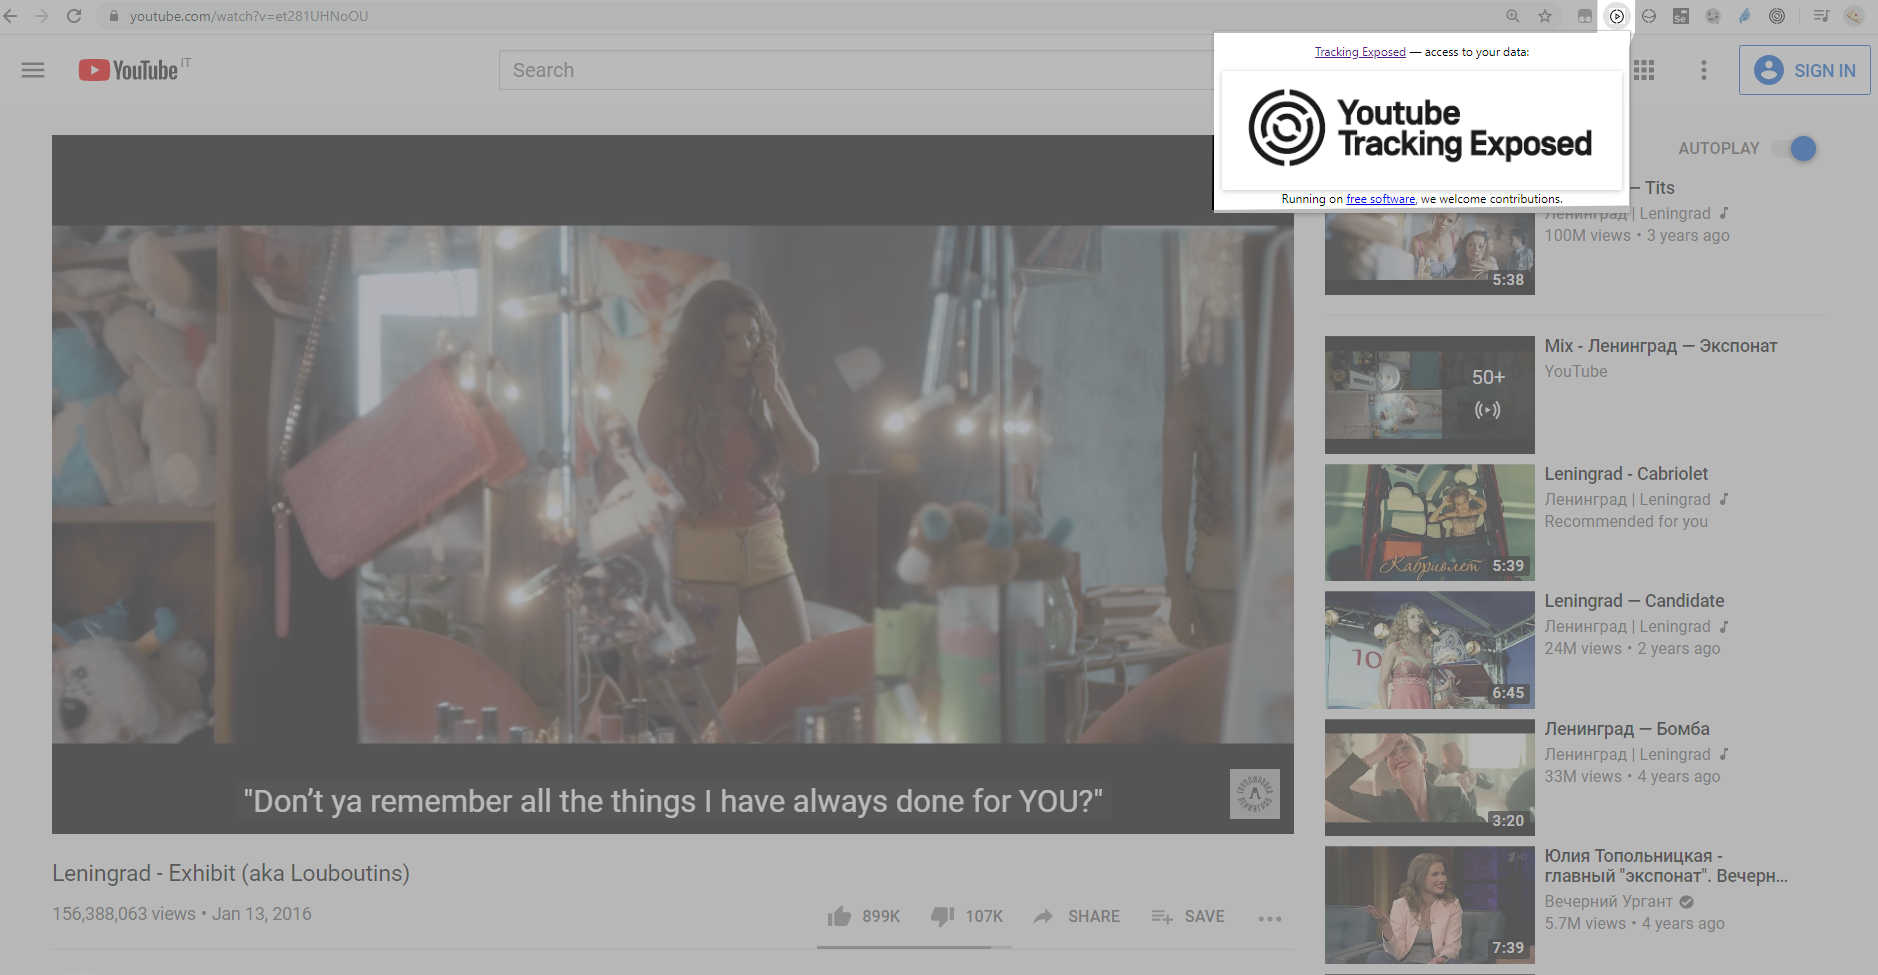 youtube.com/watch?v=et281UHNoOU
Se
Tracking Exposed — access to your data:
YouTube IT
Search
SIGN IN
Youtube
Tracking Exposed
AUTOPLAY
Running on free software, we welcome contributions.
— Tits
Ленинград | Leningrad
100M views • 3 years ago
5:38
Mix - Ленинград — Экспонат
YouTube
50+
Leningrad - Cabriolet
Ленинград | Leningrad
Recommended for you
Кабриолет
5:39
Leningrad — Candidate
Ленинград | Leningrad
24M views • 2 years ago
6:45
Ленинград — Бомба
Ленинград | Leningrad
33M views • 4 years ago
3:20
Юлия Топольницкая -
главный "экспонат". Вечерн...
Вечерний Ургант
5.7M views • 4 years ago
7:39
"Don’t ya remember all the things I have always done for YOU?"
Leningrad - Exhibit (aka Louboutins)
156,388,063 views • Jan 13, 2016
899K
107K
SHARE
SAVE